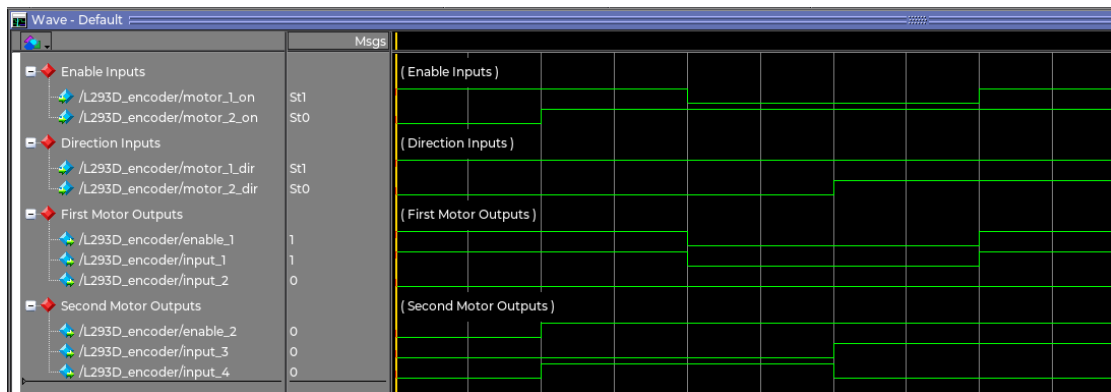 Wave - Default
Msgs
Enable Inputs ( Enable Inputs )
/L293D_encoder/motor_1_on St1
/L293D_encoder/motor_2_on St0
Direction Inputs ( Direction Inputs )
/L293D_encoder/motor_1_dir St1
/L293D_encoder/motor_2_dir St0
First Motor Outputs ( First Motor Outputs )
/L293D_encoder/enable_1 1
/L293D_encoder/input_1 1
/L293D_encoder/input_2 0
Second Motor Outputs ( Second Motor Outputs )
/L293D_encoder/enable_2 0
/L293D_encoder/input_3 0
/L293D_encoder/input_4 0